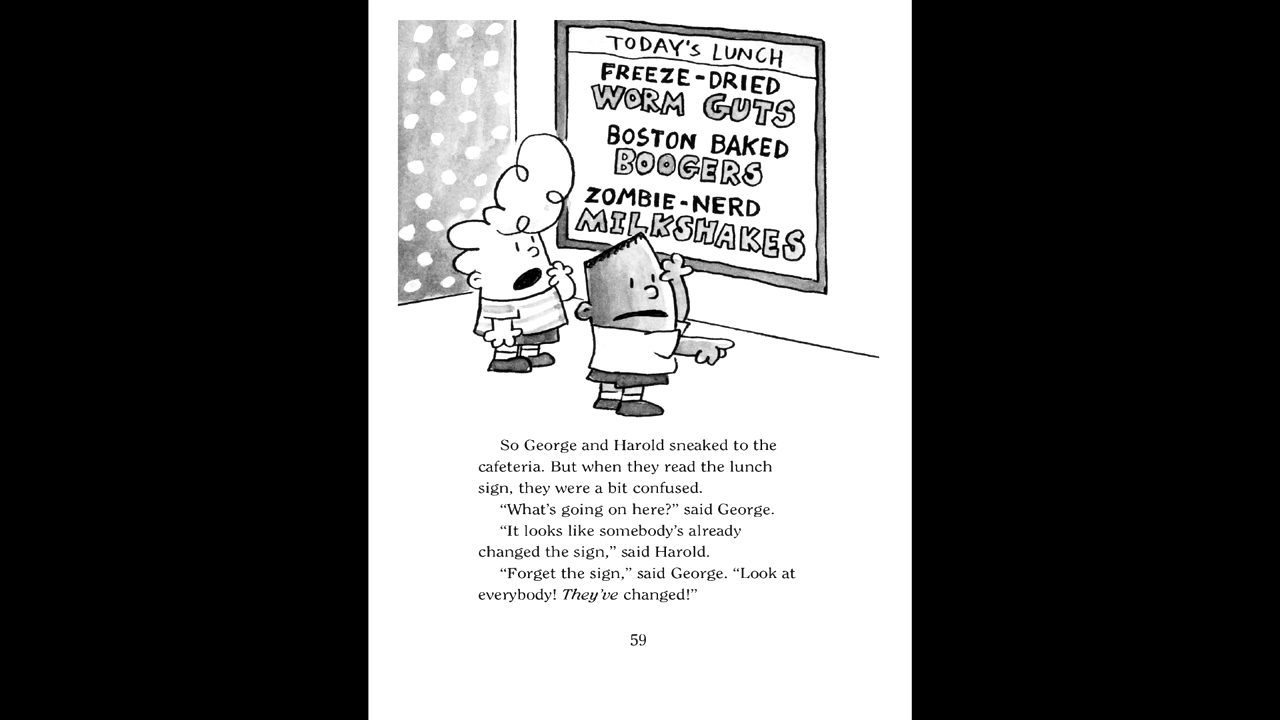 TODAY'S LUNCH
FREEZE-DRIED
WORM GUTS
BOSTON BAKED
BOOGERS
ZOMBIE-NERD
MILKSHAKES
So George and Harold sneaked to the
cafeteria. But when they read the lunch
sign, they were a bit confused.
“What's going on here?” said George.
“It looks like somebody's already
changed the sign,” said Harold.
“Forget the sign,” said George. “Look at
everybody! They've changed!”
59